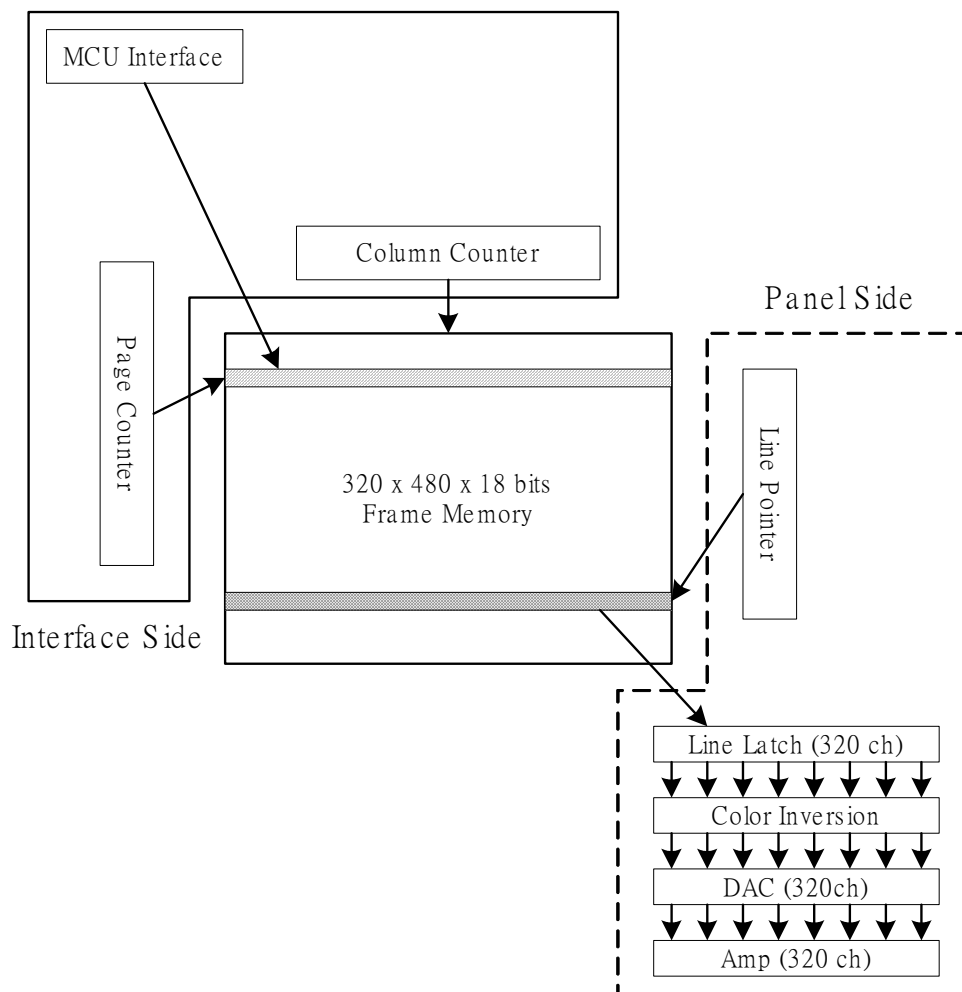 MCU Interface
Column Counter
Panel Side
Page Counter
320 x 480 x 18 bits
Frame Memory
Line Pointer
Interface Side
Line Latch (320 ch)
Color Inversion
DAC (320ch)
Amp (320 ch)